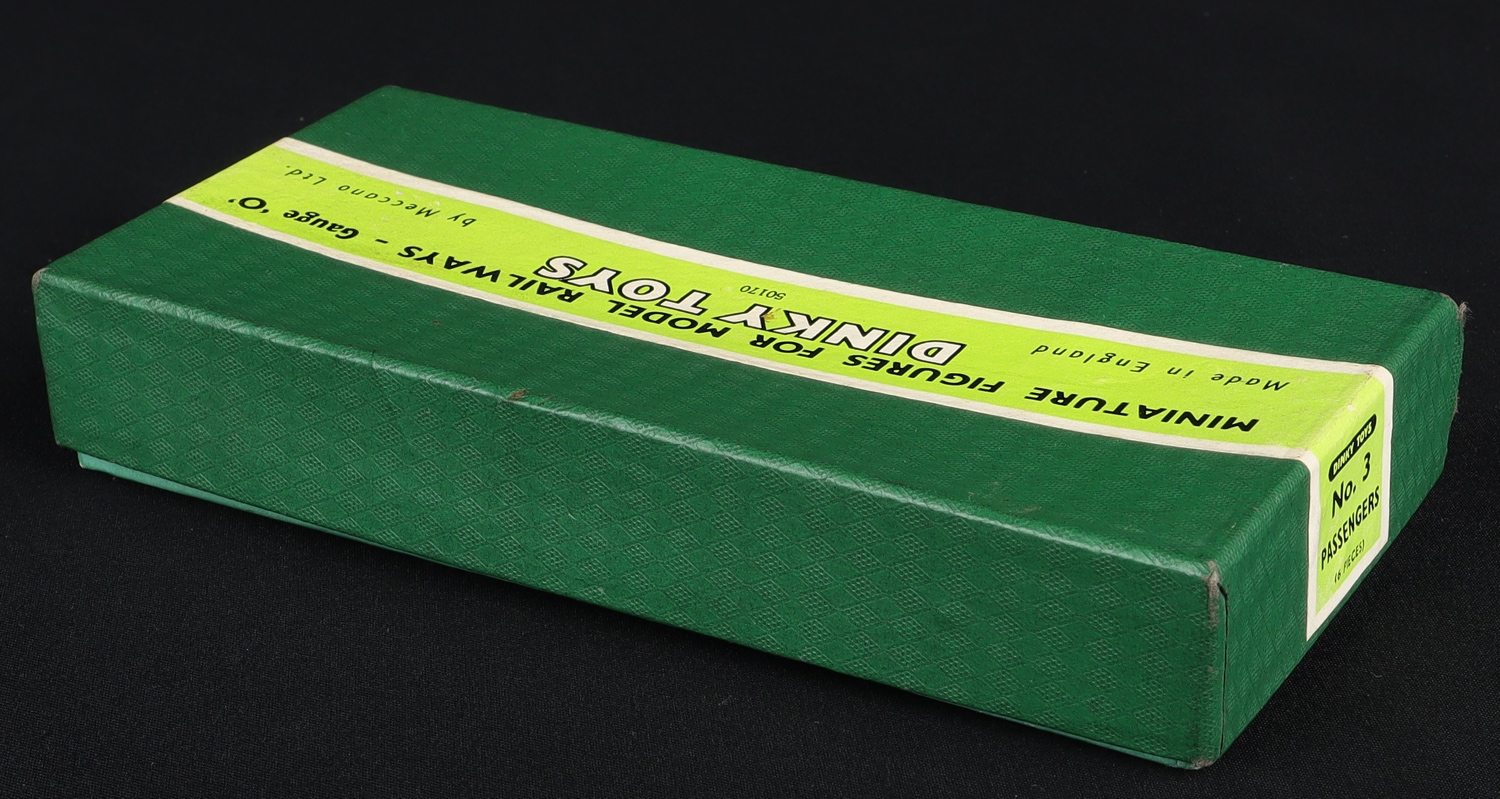 MINIATURE FIGURES FOR MODEL RAILWAYS – Gauge 'O'
DINKY TOYS
Made in England
50170
by Meccano Ltd.
DINKY TOYS
No. 3
PASSENGERS
(6 PIECES)